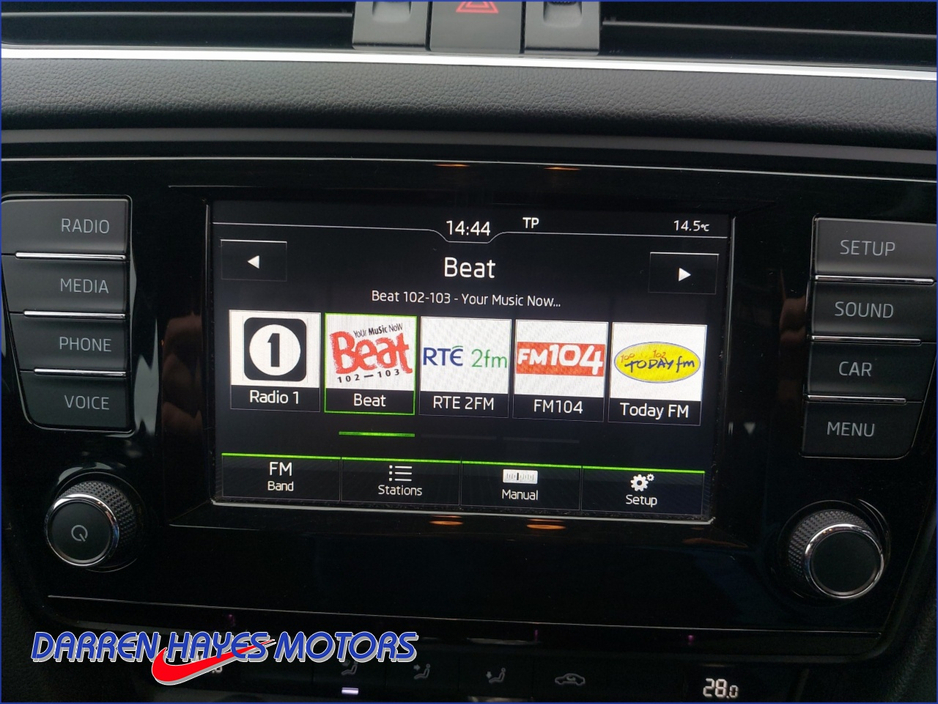 14:44 TP 14.5°C
RADIO
MEDIA
PHONE
VOICE
Beat
Beat 102-103 - Your Music Now...
1
Radio 1
YOUR MUSIC NOW
Beat
102-103
Beat
RTÉ 2fm
RTE 2FM
FM104
FM104
100 102
TODAY fm
Today FM
FM
Band
Stations
Manual
Setup
SETUP
SOUND
CAR
MENU
DARREN HAYES MOTORS
28.0